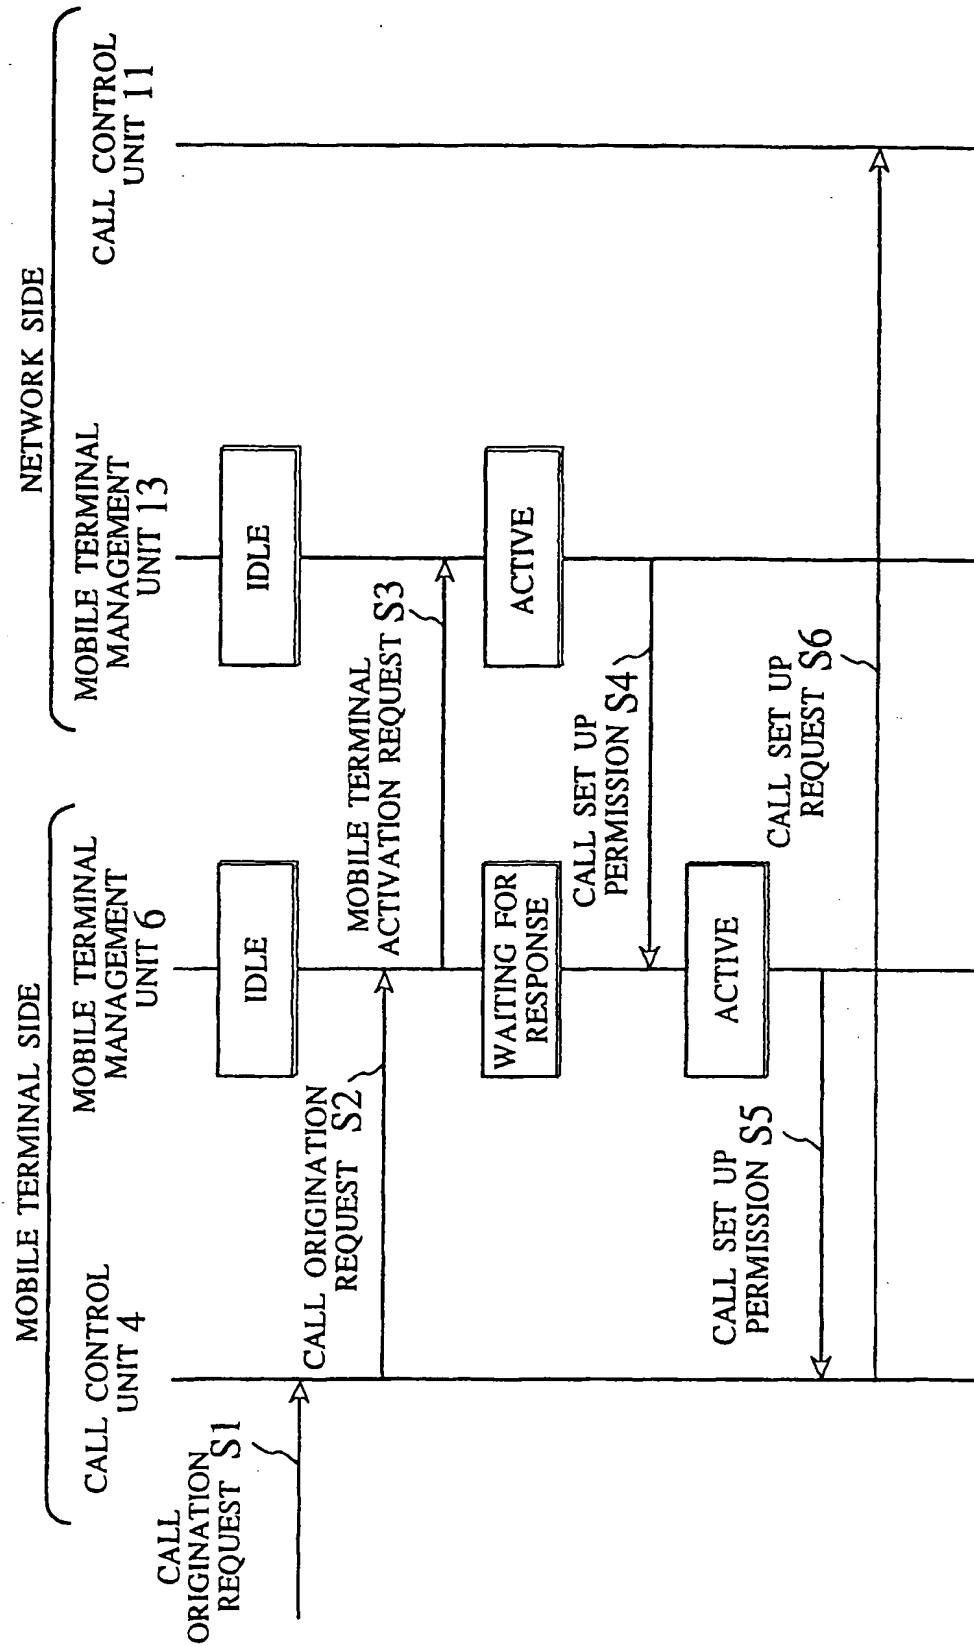 MOBILE TERMINAL SIDE
NETWORK SIDE
CALL CONTROL
UNIT 4
MOBILE TERMINAL
MANAGEMENT
UNIT 6
MOBILE TERMINAL
MANAGEMENT
UNIT 13
CALL CONTROL
UNIT 11
CALL
ORIGINATION
REQUEST S1
IDLE
IDLE
CALL ORIGINATION
REQUEST S2
MOBILE TERMINAL
ACTIVATION REQUEST S3
WAITING FOR
RESPONSE
ACTIVE
CALL SET UP
PERMISSION S4
ACTIVE
CALL SET UP
PERMISSION S5
CALL SET UP
REQUEST S6